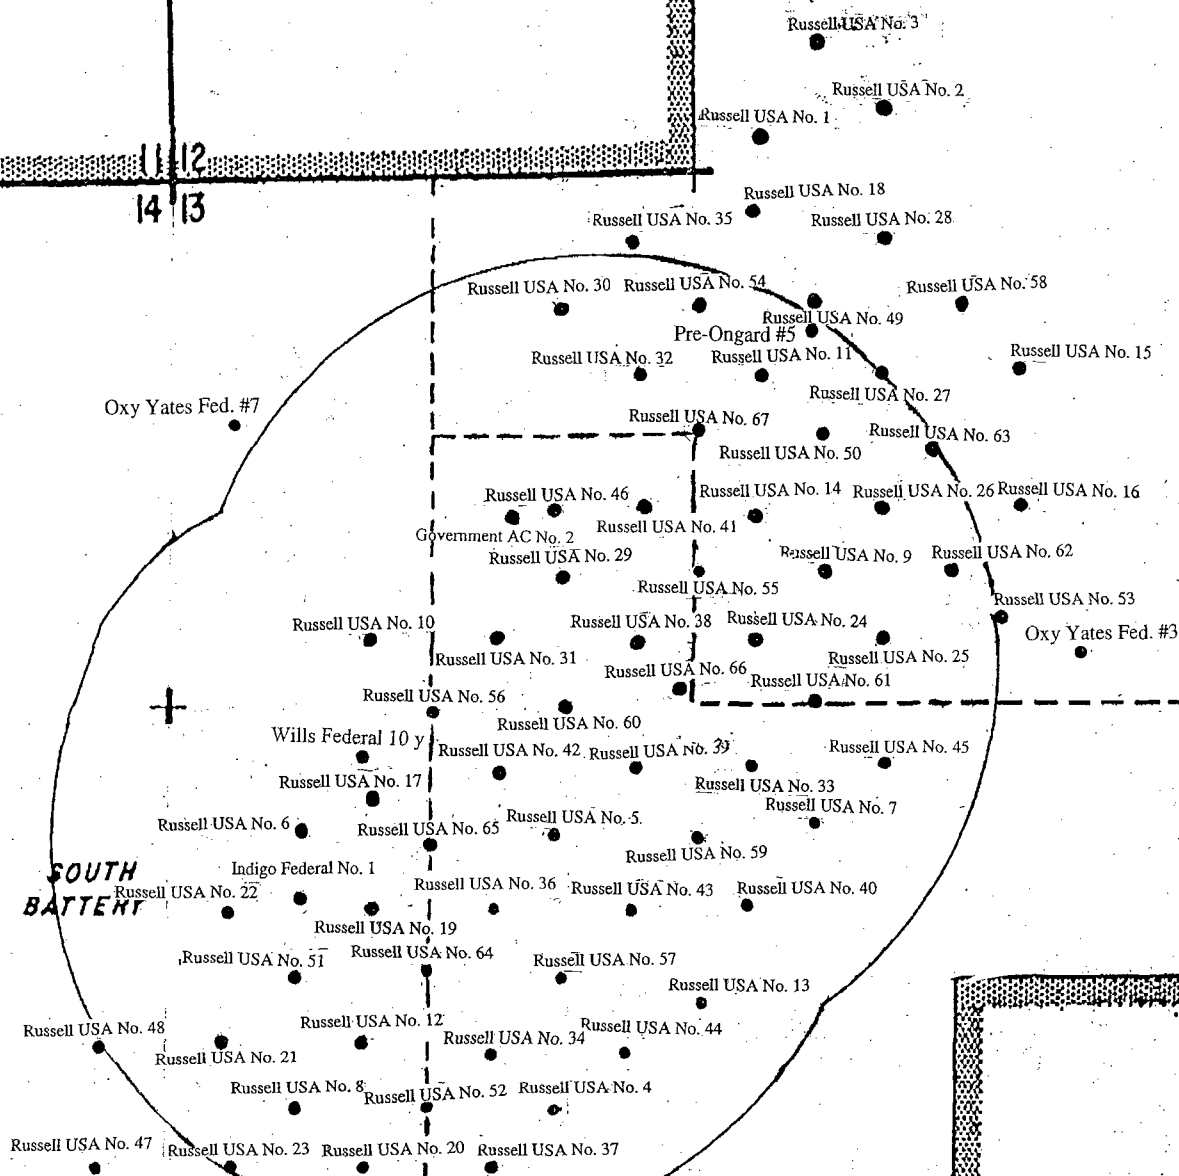 Russell USA No. 3
Russell USA No. 2
Russell USA No. 1
11 12
14 13
Russell USA No. 18
Russell USA No. 35
Russell USA No. 28
Russell USA No. 30
Russell USA No. 54
Russell USA No. 58
Russell USA No. 49
Pre-Ongard #5
Russell USA No. 32
Russell USA No. 11
Russell USA No. 15
Russell USA No. 27
Oxy Yates Fed. #7
Russell USA No. 67
Russell USA No. 63
Russell USA No. 50
Russell USA No. 46
Russell USA No. 14
Russell USA No. 26
Russell USA No. 16
Russell USA No. 41
Government AC No. 2
Russell USA No. 29
Russell USA No. 9
Russell USA No. 62
Russell USA No. 55
Russell USA No. 53
Russell USA No. 10
Russell USA No. 38
Russell USA No. 24
Oxy Yates Fed. #3
Russell USA No. 31
Russell USA No. 25
Russell USA No. 66
Russell USA No. 61
Russell USA No. 56
Russell USA No. 60
Wills Federal 10 y
Russell USA No. 42
Russell USA No. 39
Russell USA No. 45
Russell USA No. 17
Russell USA No. 33
Russell USA No. 7
Russell USA No. 6
Russell USA No. 65
Russell USA No. 5
Russell USA No. 59
SOUTH
BATTERY
Indigo Federal No. 1
Russell USA No. 22
Russell USA No. 36
Russell USA No. 43
Russell USA No. 40
Russell USA No. 19
Russell USA No. 51
Russell USA No. 64
Russell USA No. 57
Russell USA No. 13
Russell USA No. 48
Russell USA No. 12
Russell USA No. 44
Russell USA No. 34
Russell USA No. 21
Russell USA No. 8
Russell USA No. 52
Russell USA No. 4
Russell USA No. 47
Russell USA No. 23
Russell USA No. 20
Russell USA No. 37